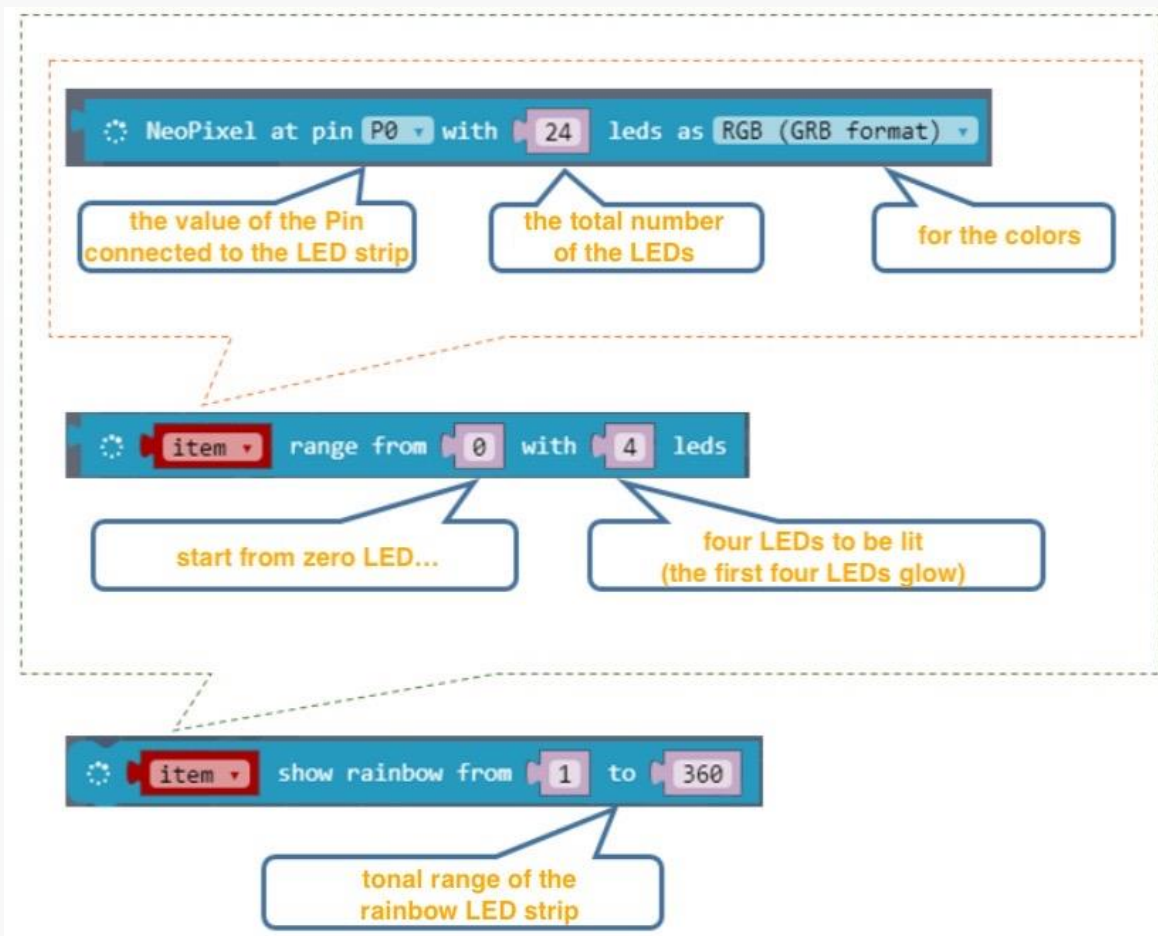 NeoPixel at pin P0 with 24 leds as RGB (GRB format)
the value of the Pin
connected to the LED strip
the total number
of the LEDs
for the colors
item range from 0 with 4 leds
start from zero LED...
four LEDs to be lit
(the first four LEDs glow)
item show rainbow from 1 to 360
tonal range of the
rainbow LED strip